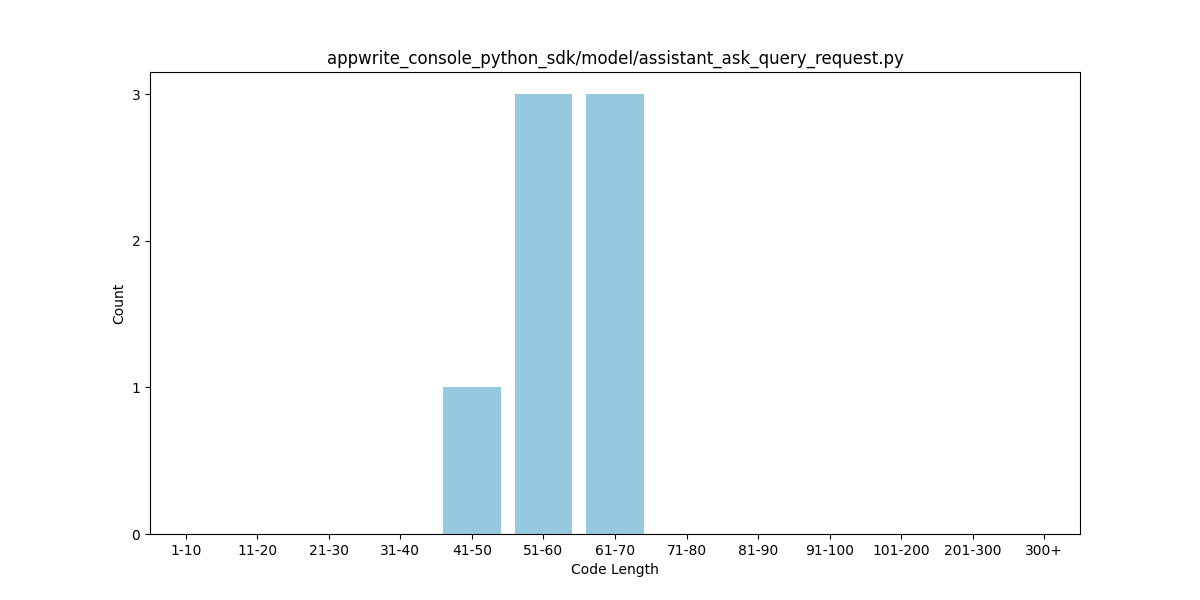 appwrite_console_python_sdk/model/assistant_ask_query_request.py
3
2
1
0
Count
1-10 11-20 21-30 31-40 41-50 51-60 61-70 71-80 81-90 91-100 101-200 201-300 300+
Code Length